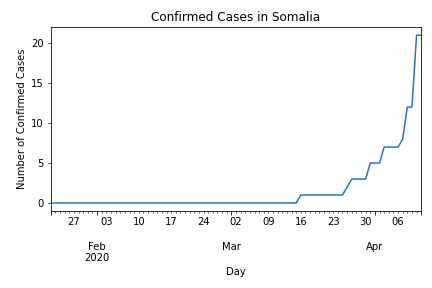 Confirmed Cases in Somalia
Number of Confirmed Cases
20
15
10
5
0
27 03 10 17 24 02 09 16 23 30 06
Feb Mar Apr
2020
Day